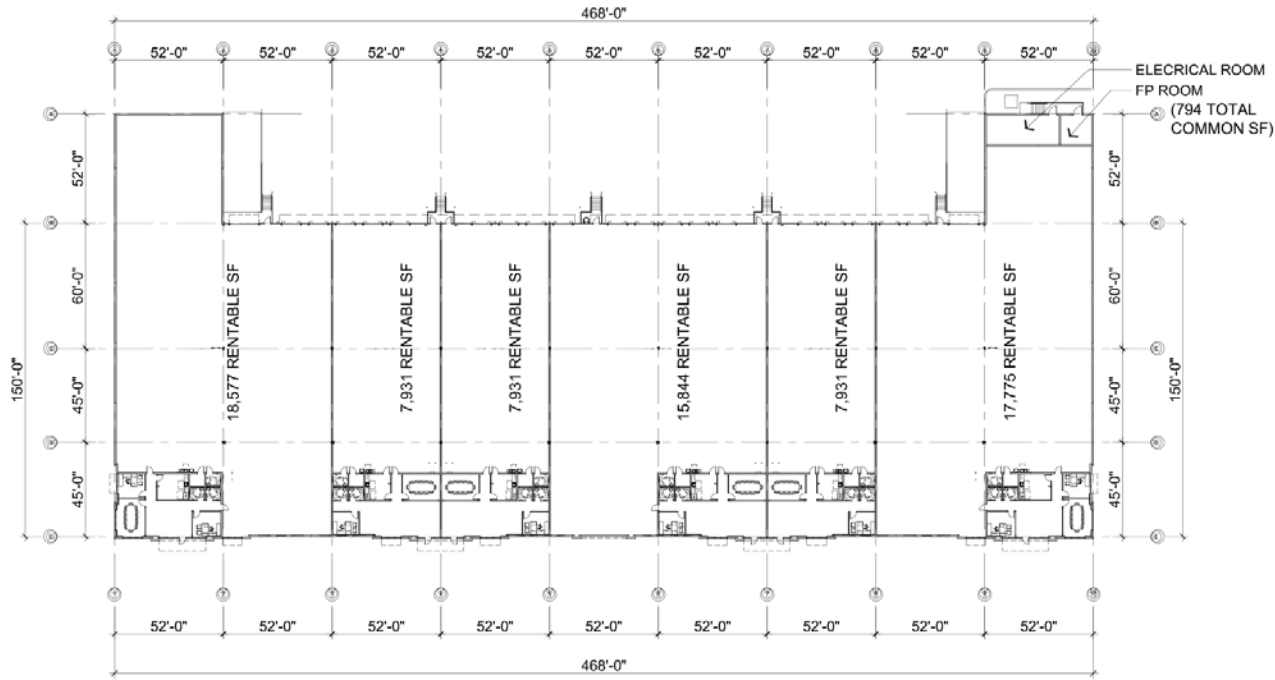 468'-0"
52'-0" 52'-0" 52'-0" 52'-0" 52'-0" 52'-0" 52'-0" 52'-0" 52'-0"
ELECRICAL ROOM
FP ROOM
(794 TOTAL
COMMON SF)
52'-0"
60'-0"
45'-0"
45'-0"
150'-0"
18,577 RENTABLE SF
7,931 RENTABLE SF
7,931 RENTABLE SF
15,844 RENTABLE SF
7,931 RENTABLE SF
17,775 RENTABLE SF
52'-0"
60'-0"
45'-0"
45'-0"
150'-0"
52'-0" 52'-0" 52'-0" 52'-0" 52'-0" 52'-0" 52'-0" 52'-0" 52'-0"
468'-0"